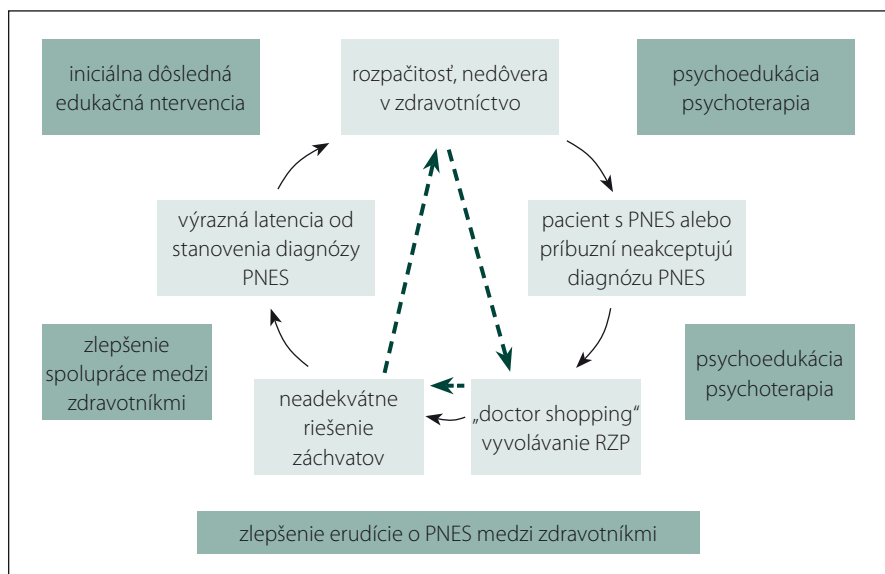 iniciálna dôsledná
edukačná ntervencia
rozpačitosť, nedôvera
v zdravotníctvo
psychoedukácia
psychoterapia
výrazná latencia od
stanovenia diagnózy
PNES
pacient s PNES alebo
príbuzní neakceptujú
diagnózu PNES
zlepšenie
spolupráce medzi
zdravotníkmi
neadekvátne
riešenie
záchvatov
„doctor shopping“
vyvolávanie RZP
psychoedukácia
psychoterapia
zlepšenie erudície o PNES medzi zdravotníkmi